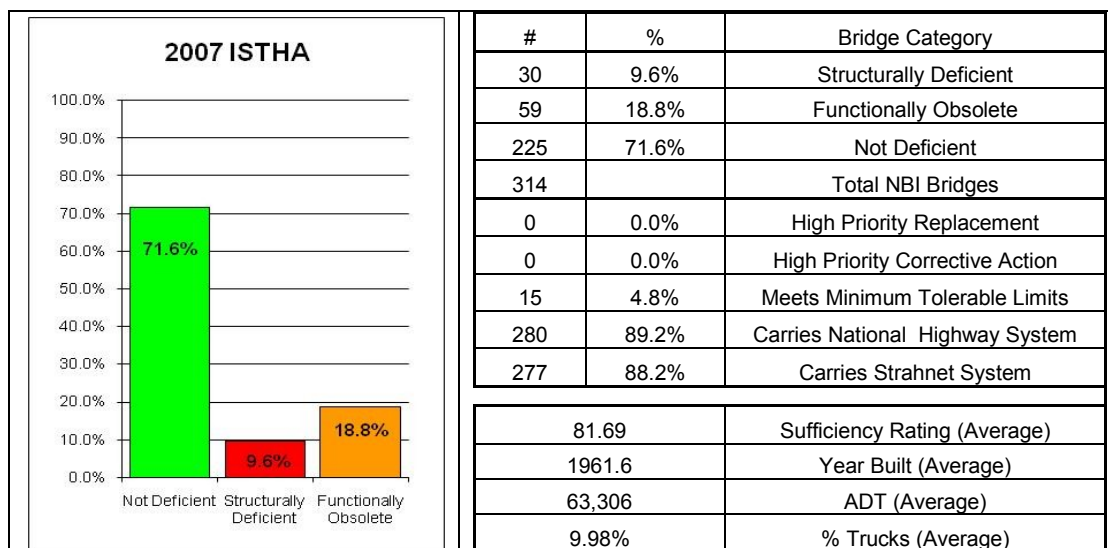 2007 ISTHA
100.0%
90.0%
80.0%
70.0%
60.0%
50.0%
40.0%
30.0%
20.0%
10.0%
0.0%
71.6%
9.6%
18.8%
Not Deficient Structurally Functionally
Deficient Obsolete
# % Bridge Category
30 9.6% Structurally Deficient
59 18.8% Functionally Obsolete
225 71.6% Not Deficient
314 Total NBI Bridges
0 0.0% High Priority Replacement
0 0.0% High Priority Corrective Action
15 4.8% Meets Minimum Tolerable Limits
280 89.2% Carries National Highway System
277 88.2% Carries Strahnet System
81.69 Sufficiency Rating (Average)
1961.6 Year Built (Average)
63,306 ADT (Average)
9.98% % Trucks (Average)